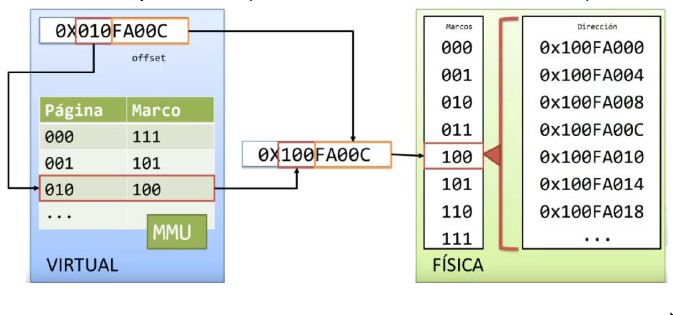 0X010FA00C
offset
Página Marco
000 111
001 101
010 100
...
MMU
VIRTUAL
0X100FA00C
Marcos
000
001
010
011
100
101
110
111
Dirección
0x100FA000
0x100FA004
0x100FA008
0x100FA00C
0x100FA010
0x100FA014
0x100FA018
...
FÍSICA